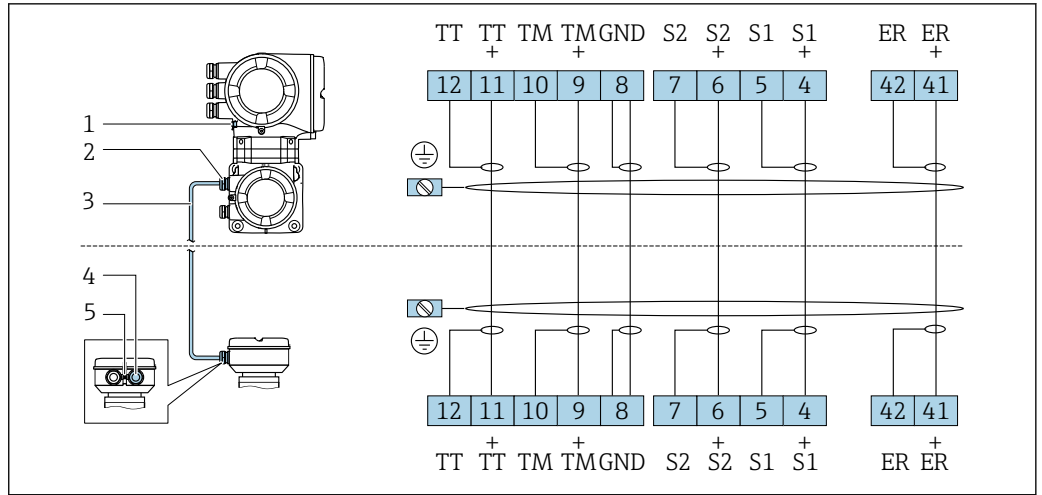 TT TT TM TM GND S2 S2 S1 S1 ER ER
+ + + + +
12 11 10 9 8 7 6 5 4 42 41
1
2
3
4
5
12 11 10 9 8 7 6 5 4 42 41
+ + + + +
TT TT TM TM GND S2 S2 S1 S1 ER ER